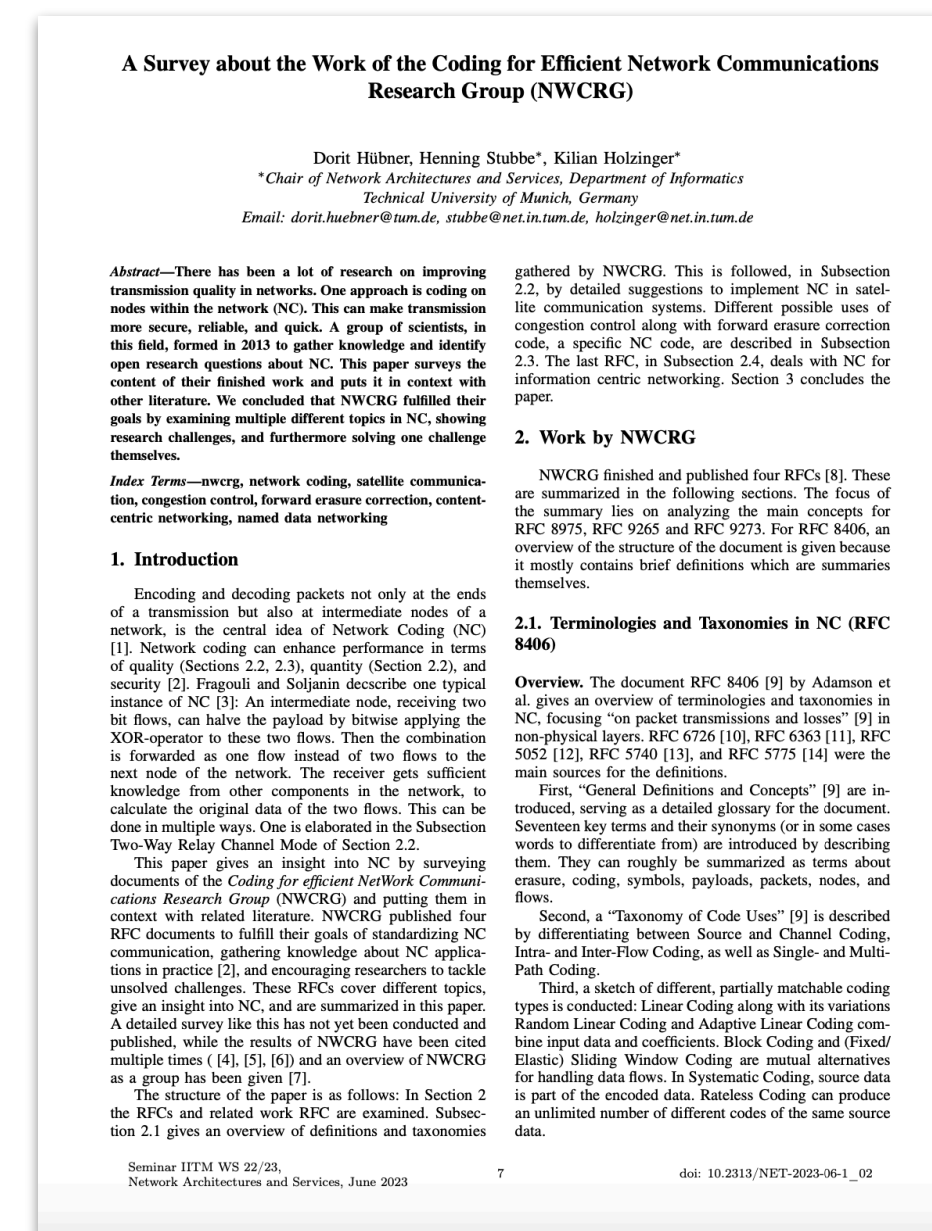 A Survey about the Work of the Coding for Efficient Network Communications
Research Group (NWCRG)
Dorit Hübner, Henning Stubbe∗, Kilian Holzinger∗
∗Chair of Network Architectures and Services, Department of Informatics
Technical University of Munich, Germany
Email: dorit.huebner@tum.de, stubbe@net.in.tum.de, holzinger@net.in.tum.de
Abstract—There has been a lot of research on improving
transmission quality in networks. One approach is coding on
nodes within the network (NC). This can make transmission
more secure, reliable, and quick. A group of scientists, in
this field, formed in 2013 to gather knowledge and identify
open research questions about NC. This paper surveys the
content of their finished work and puts it in context with
other literature. We concluded that NWCRG fulfilled their
goals by examining multiple different topics in NC, showing
research challenges, and furthermore solving one challenge
themselves.
Index Terms—nwcrg, network coding, satellite communica-
tion, congestion control, forward erasure correction, content-
centric networking, named data networking
1. Introduction
Encoding and decoding packets not only at the ends
of a transmission but also at intermediate nodes of a
network, is the central idea of Network Coding (NC)
[1]. Network coding can enhance performance in terms
of quality (Sections 2.2, 2.3), quantity (Section 2.2), and
security [2]. Fragouli and Soljanin decscribe one typical
instance of NC [3]: An intermediate node, receiving two
bit flows, can halve the payload by bitwise applying the
XOR-operator to these two flows. Then the combination
is forwarded as one flow instead of two flows to the
next node of the network. The receiver gets sufficient
knowledge from other components in the network, to
calculate the original data of the two flows. This can be
done in multiple ways. One is elaborated in the Subsection
Two-Way Relay Channel Mode of Section 2.2.
This paper gives an insight into NC by surveying
documents of the Coding for efficient NetWork Communi-
cations Research Group (NWCRG) and putting them in
context with related literature. NWCRG published four
RFC documents to fulfill their goals of standardizing NC
communication, gathering knowledge about NC applica-
tions in practice [2], and encouraging researchers to tackle
unsolved challenges. These RFCs cover different topics,
give an insight into NC, and are summarized in this paper.
A detailed survey like this has not yet been conducted and
published, while the results of NWCRG have been cited
multiple times ( [4], [5], [6]) and an overview of NWCRG
as a group has been given [7].
The structure of the paper is as follows: In Section 2
the RFCs and related work RFC are examined. Subsec-
tion 2.1 gives an overview of definitions and taxonomies
gathered by NWCRG. This is followed, in Subsection
2.2, by detailed suggestions to implement NC in satel-
lite communication systems. Different possible uses of
congestion control along with forward erasure correction
code, a specific NC code, are described in Subsection
2.3. The last RFC, in Subsection 2.4, deals with NC for
information centric networking. Section 3 concludes the
paper.
2. Work by NWCRG
NWCRG finished and published four RFCs [8]. These
are summarized in the following sections. The focus of
the summary lies on analyzing the main concepts for
RFC 8975, RFC 9265 and RFC 9273. For RFC 8406, an
overview of the structure of the document is given because
it mostly contains brief definitions which are summaries
themselves.
2.1. Terminologies and Taxonomies in NC (RFC
8406)
Overview. The document RFC 8406 [9] by Adamson et
al. gives an overview of terminologies and taxonomies in
NC, focusing “on packet transmissions and losses” [9] in
non-physical layers. RFC 6726 [10], RFC 6363 [11], RFC
5052 [12], RFC 5740 [13], and RFC 5775 [14] were the
main sources for the definitions.
First, “General Definitions and Concepts” [9] are in-
troduced, serving as a detailed glossary for the document.
Seventeen key terms and their synonyms (or in some cases
words to differentiate from) are introduced by describing
them. They can roughly be summarized as terms about
erasure, coding, symbols, payloads, packets, nodes, and
flows.
Second, a “Taxonomy of Code Uses” [9] is described
by differentiating between Source and Channel Coding,
Intra- and Inter-Flow Coding, as well as Single- and Multi-
Path Coding.
Third, a sketch of different, partially matchable coding
types is conducted: Linear Coding along with its variations
Random Linear Coding and Adaptive Linear Coding com-
bine input data and coefficients. Block Coding and (Fixed/
Elastic) Sliding Window Coding are mutual alternatives
for handling data flows. In Systematic Coding, source data
is part of the encoded data. Rateless Coding can produce
an unlimited number of different codes of the same source
data.
Seminar IITM WS 22/23,
Network Architectures and Services, June 2023
7
doi: 10.2313/NET-2023-06-1_02